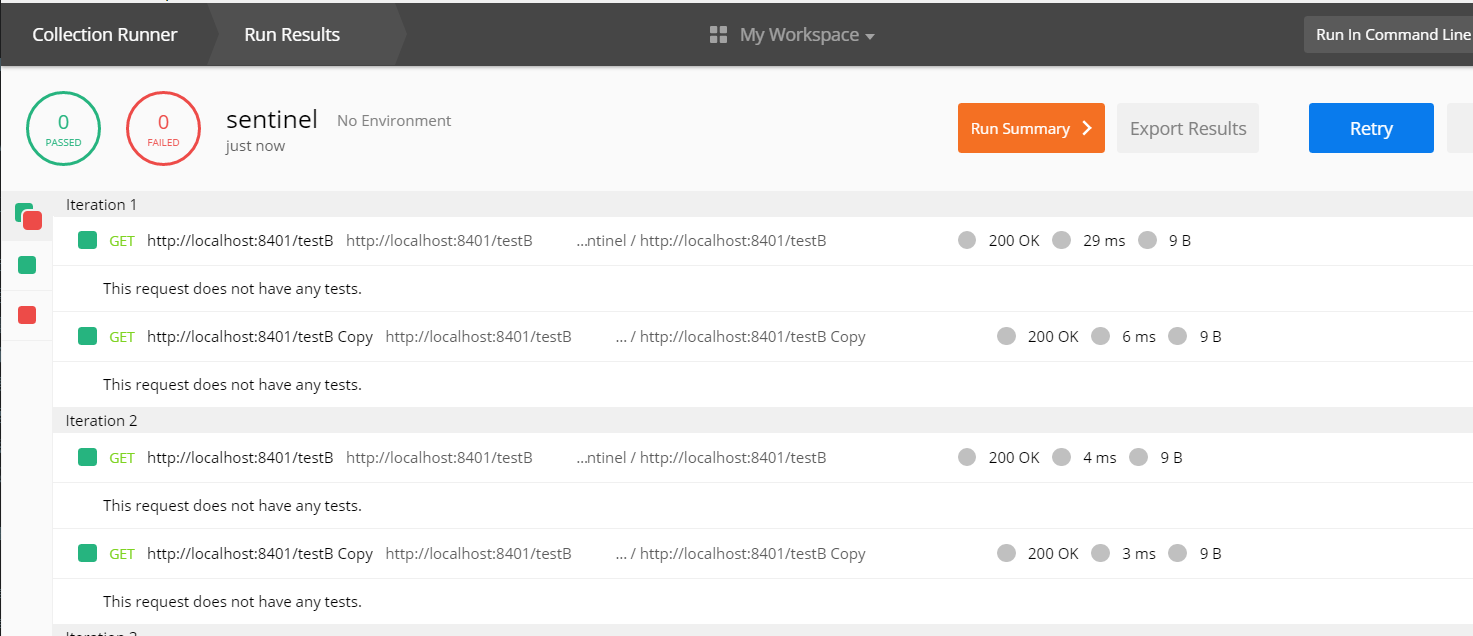 Collection Runner Run Results My Workspace Run In Command Line
0 PASSED
0 FAILED
sentinel No Environment
just now
Run Summary Export Results Retry
Iteration 1
GET http://localhost:8401/testB http://localhost:8401/testB ...ntinel / http://localhost:8401/testB 200 OK 29 ms 9 B
This request does not have any tests.
GET http://localhost:8401/testB Copy http://localhost:8401/testB ... / http://localhost:8401/testB Copy 200 OK 6 ms 9 B
This request does not have any tests.
Iteration 2
GET http://localhost:8401/testB http://localhost:8401/testB ...ntinel / http://localhost:8401/testB 200 OK 4 ms 9 B
This request does not have any tests.
GET http://localhost:8401/testB Copy http://localhost:8401/testB ... / http://localhost:8401/testB Copy 200 OK 3 ms 9 B
This request does not have any tests.